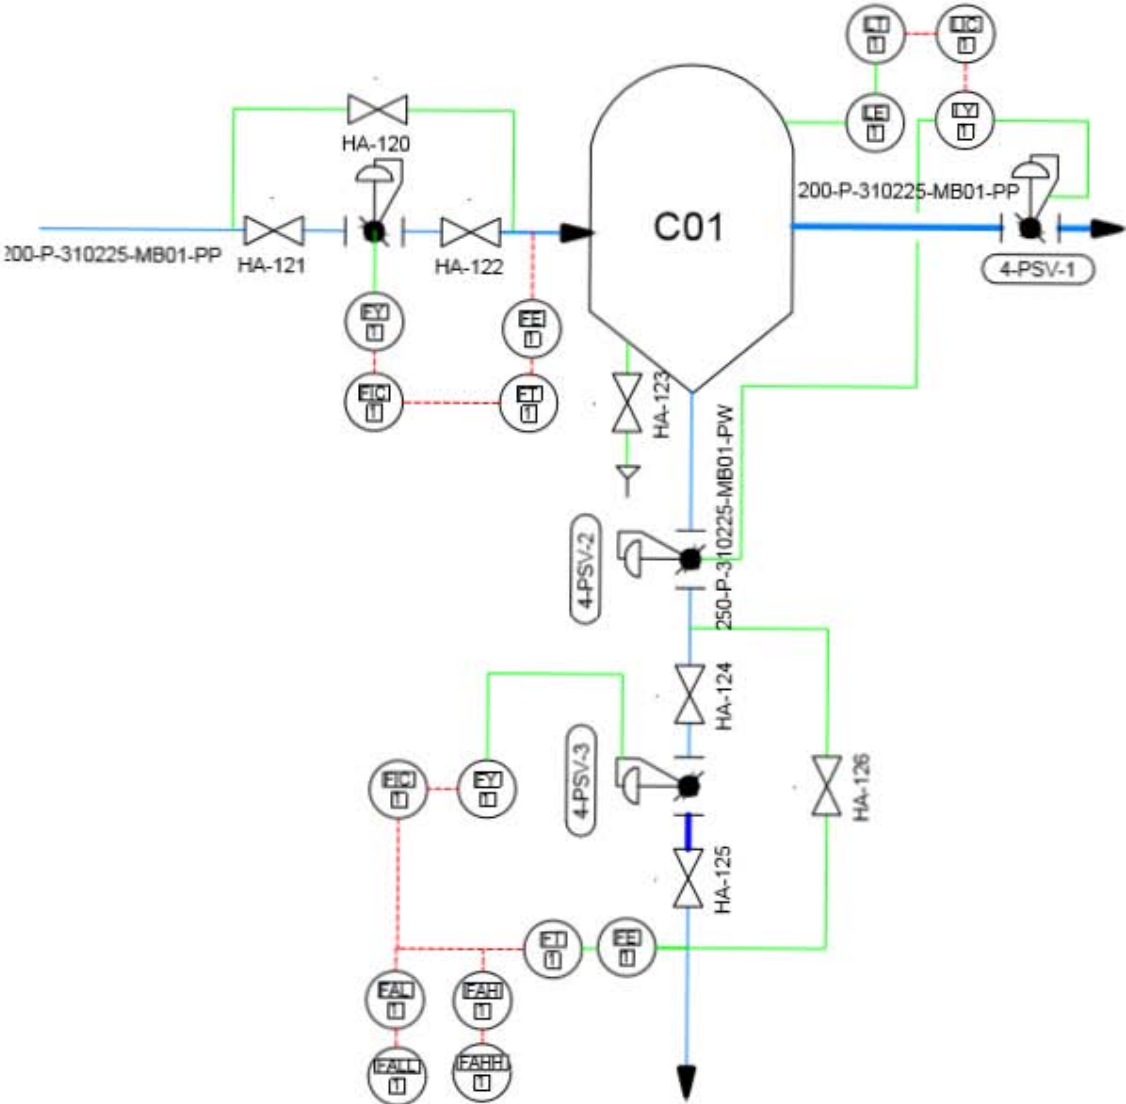 LT
1
LIC
1
LE
1
LY
1
HA-120
200-P-310225-MB01-PP
C01
200-P-310225-MB01-PP
HA-121
HA-122
4-PSV-1
FY
1
FE
1
FIC
1
FT
1
HA-123
250-P-310225-MB01-PW
4-PSV-2
HA-124
4-PSV-3
FIC
1
FY
1
HA-126
HA-125
FT
1
FE
1
FAL
1
FAH
1
FALL
1
FAHH
1